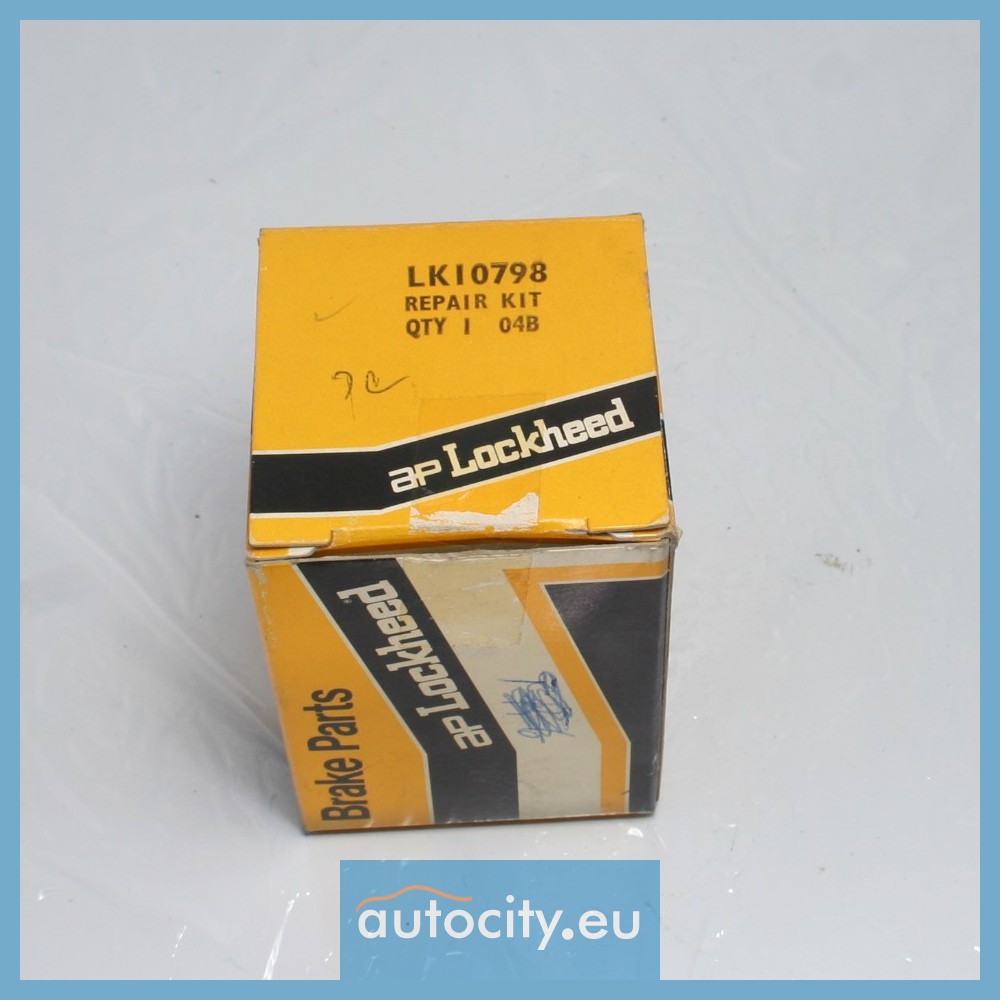 LK10798
REPAIR KIT
QTY 1 04B
ap Lockheed
ap Lockheed®
Brake Parts
autocity.eu